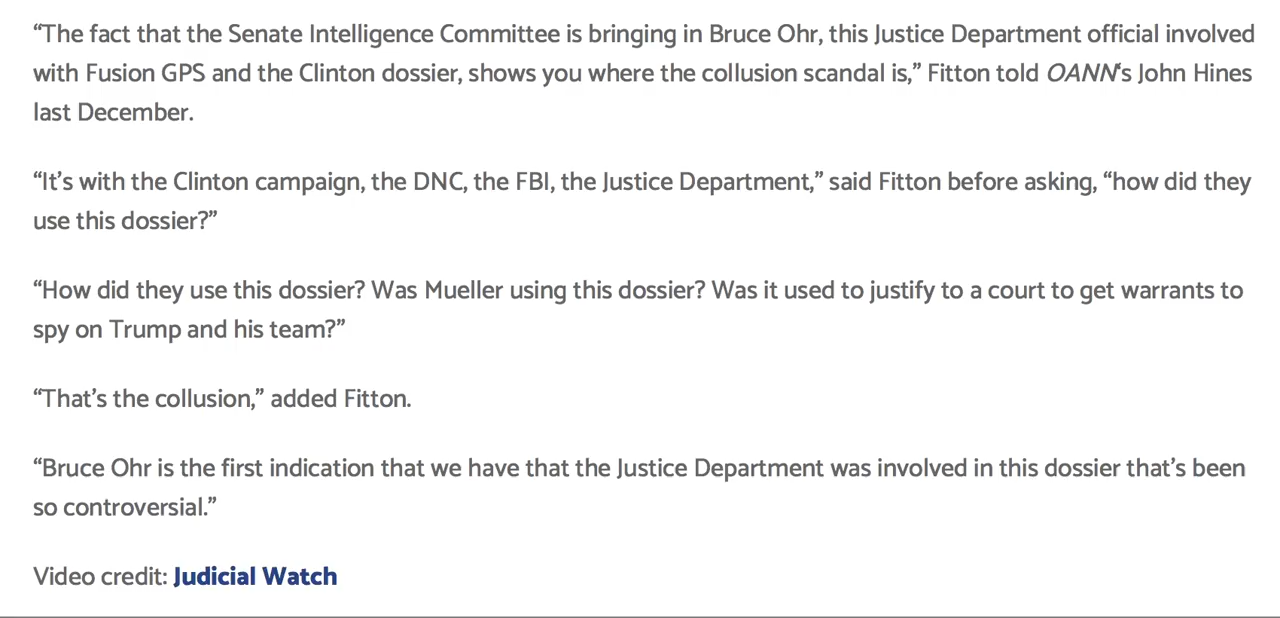 “The fact that the Senate Intelligence Committee is bringing in Bruce Ohr, this Justice Department official involved
with Fusion GPS and the Clinton dossier, shows you where the collusion scandal is,” Fitton told OANN‘s John Hines
last December.
“It’s with the Clinton campaign, the DNC, the FBI, the Justice Department,” said Fitton before asking, “how did they
use this dossier?”
“How did they use this dossier? Was Mueller using this dossier? Was it used to justify to a court to get warrants to
spy on Trump and his team?”
“That’s the collusion,” added Fitton.
“Bruce Ohr is the first indication that we have that the Justice Department was involved in this dossier that’s been
so controversial.”
Video credit: Judicial Watch